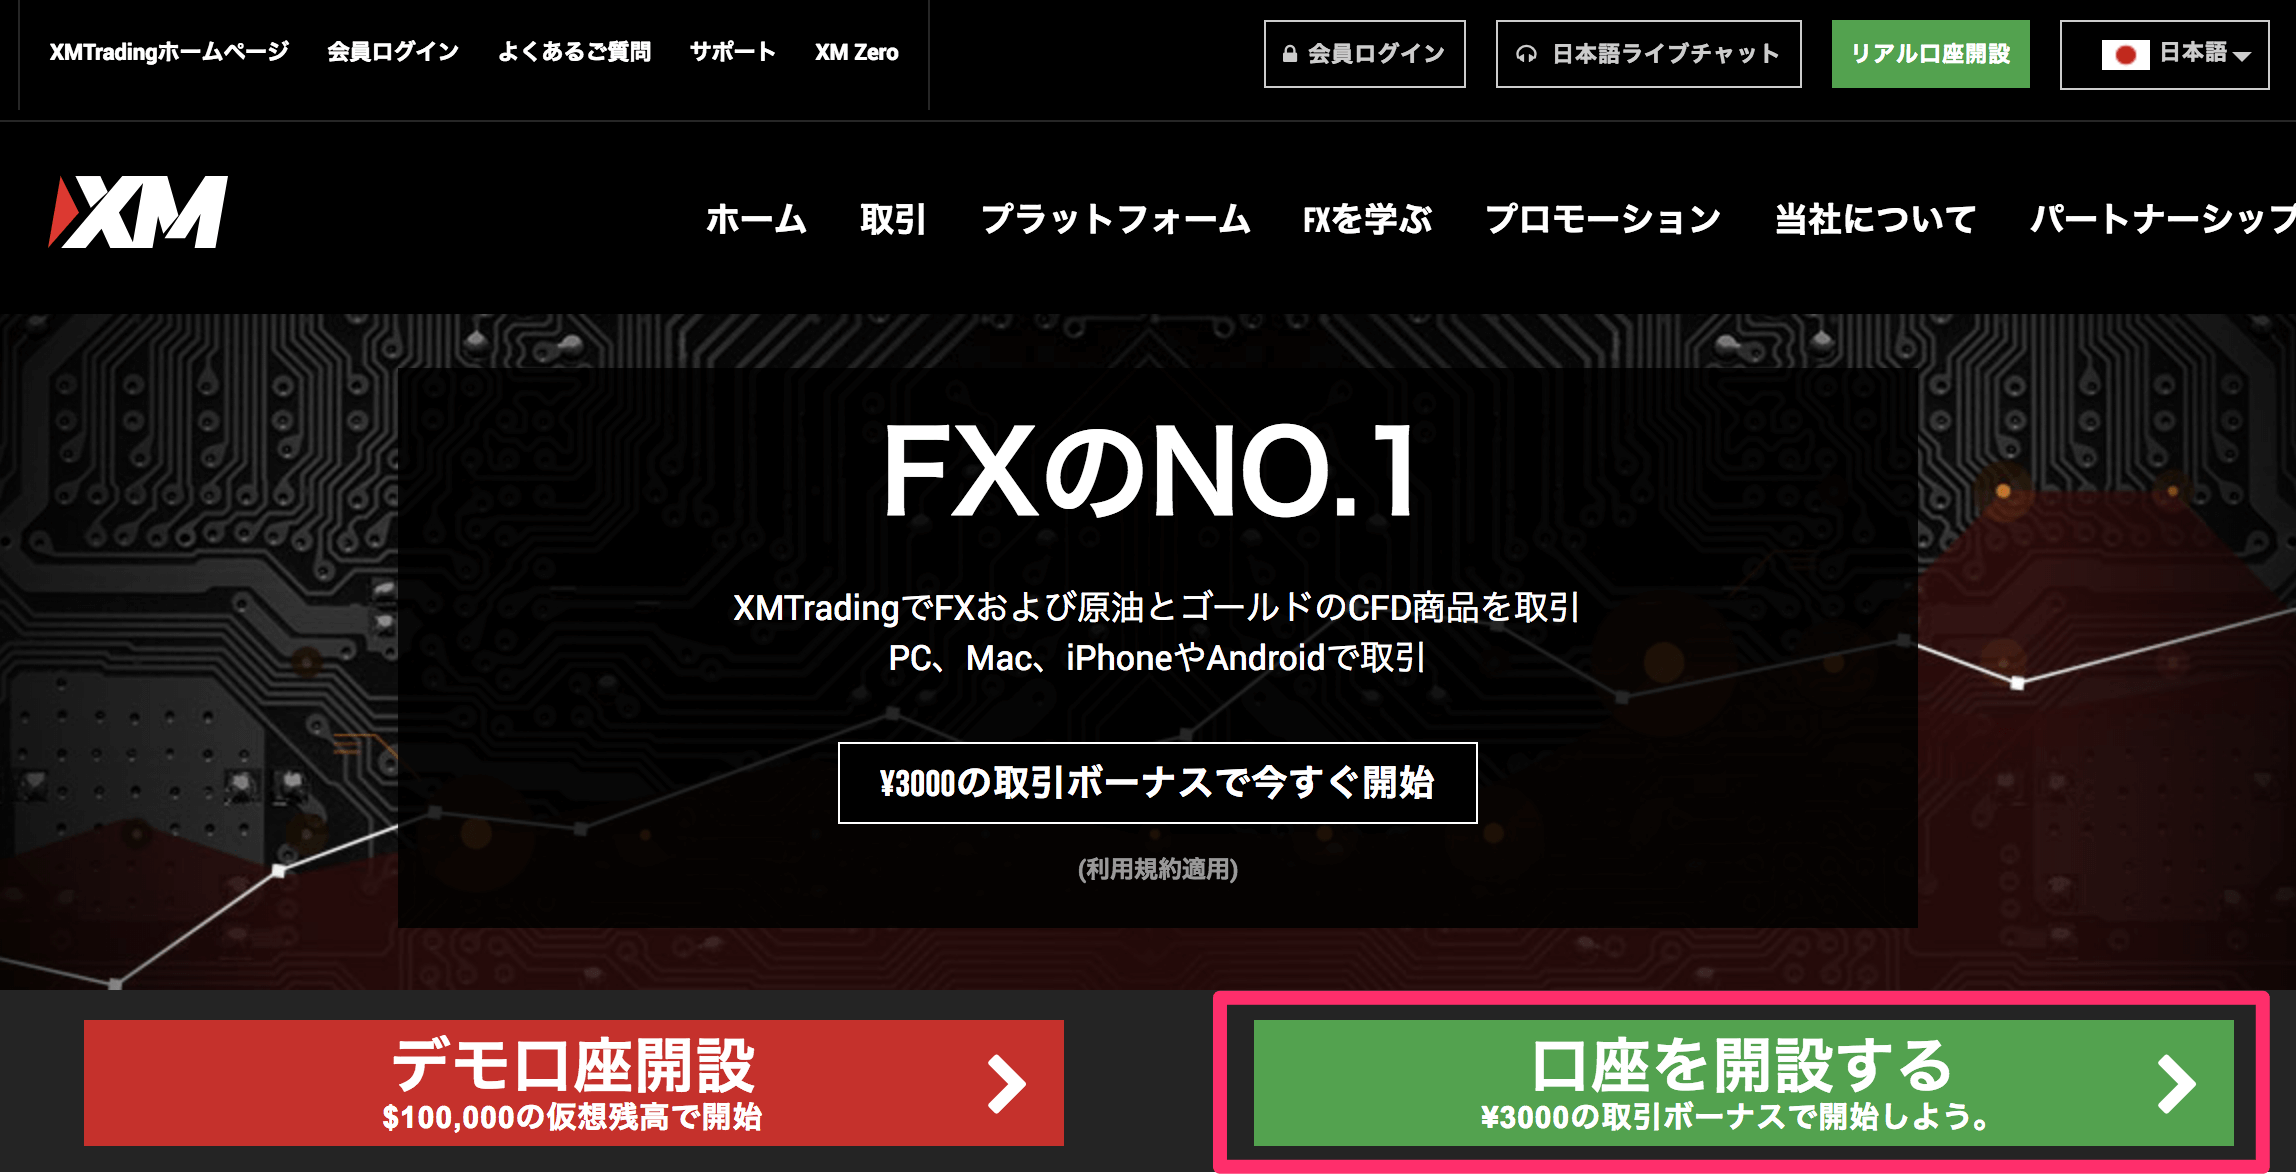 XMTradingホームページ 会員ログイン よくあるご質問 サポート XM Zero
会員ログイン 日本語ライブチャット リアル口座開設 日本語
XM
ホーム 取引 プラットフォーム FXを学ぶ プロモーション 当社について パートナーシップ
FXのNO.1
XMTradingでFXおよび原油とゴールドのCFD商品を取引
PC、Mac、iPhoneやAndroidで取引
¥3000の取引ボーナスで今すぐ開始
(利用規約適用)
デモ口座開設
$100,000の仮想残高で開始
口座を開設する
¥3000の取引ボーナスで開始しよう。